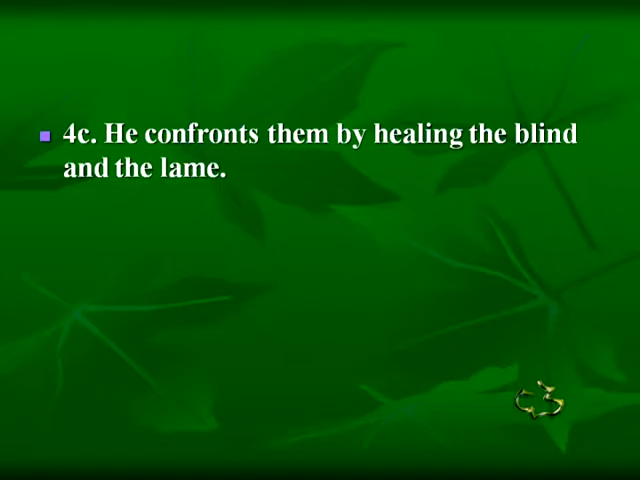 4c. He confronts them by healing the blind
and the lame.